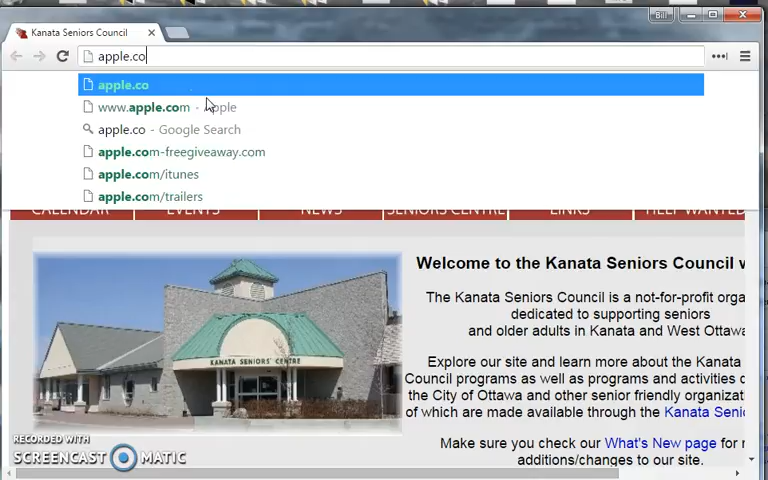 Bill
Kanata Seniors Council
apple.co
apple.co
www.apple.com - Apple
apple.co - Google Search
apple.com-freegiveaway.com
apple.com/itunes
apple.com/trailers
CALENDAR EVENTS NEWS SENIORS CENTRE LINKS HELP WANTED
Welcome to the Kanata Seniors Council w
The Kanata Seniors Council is a not-for-profit orga
dedicated to supporting seniors
and older adults in Kanata and West Ottawa
Explore our site and learn more about the Kanata
Council programs as well as programs and activities
the City of Ottawa and other senior friendly organizat
of which are made available through the Kanata Senio
Make sure you check our What's New page for
additions/changes to our site.
KANATA SENIORS' CENTRE
RECORDED WITH
SCREENCAST MATIC